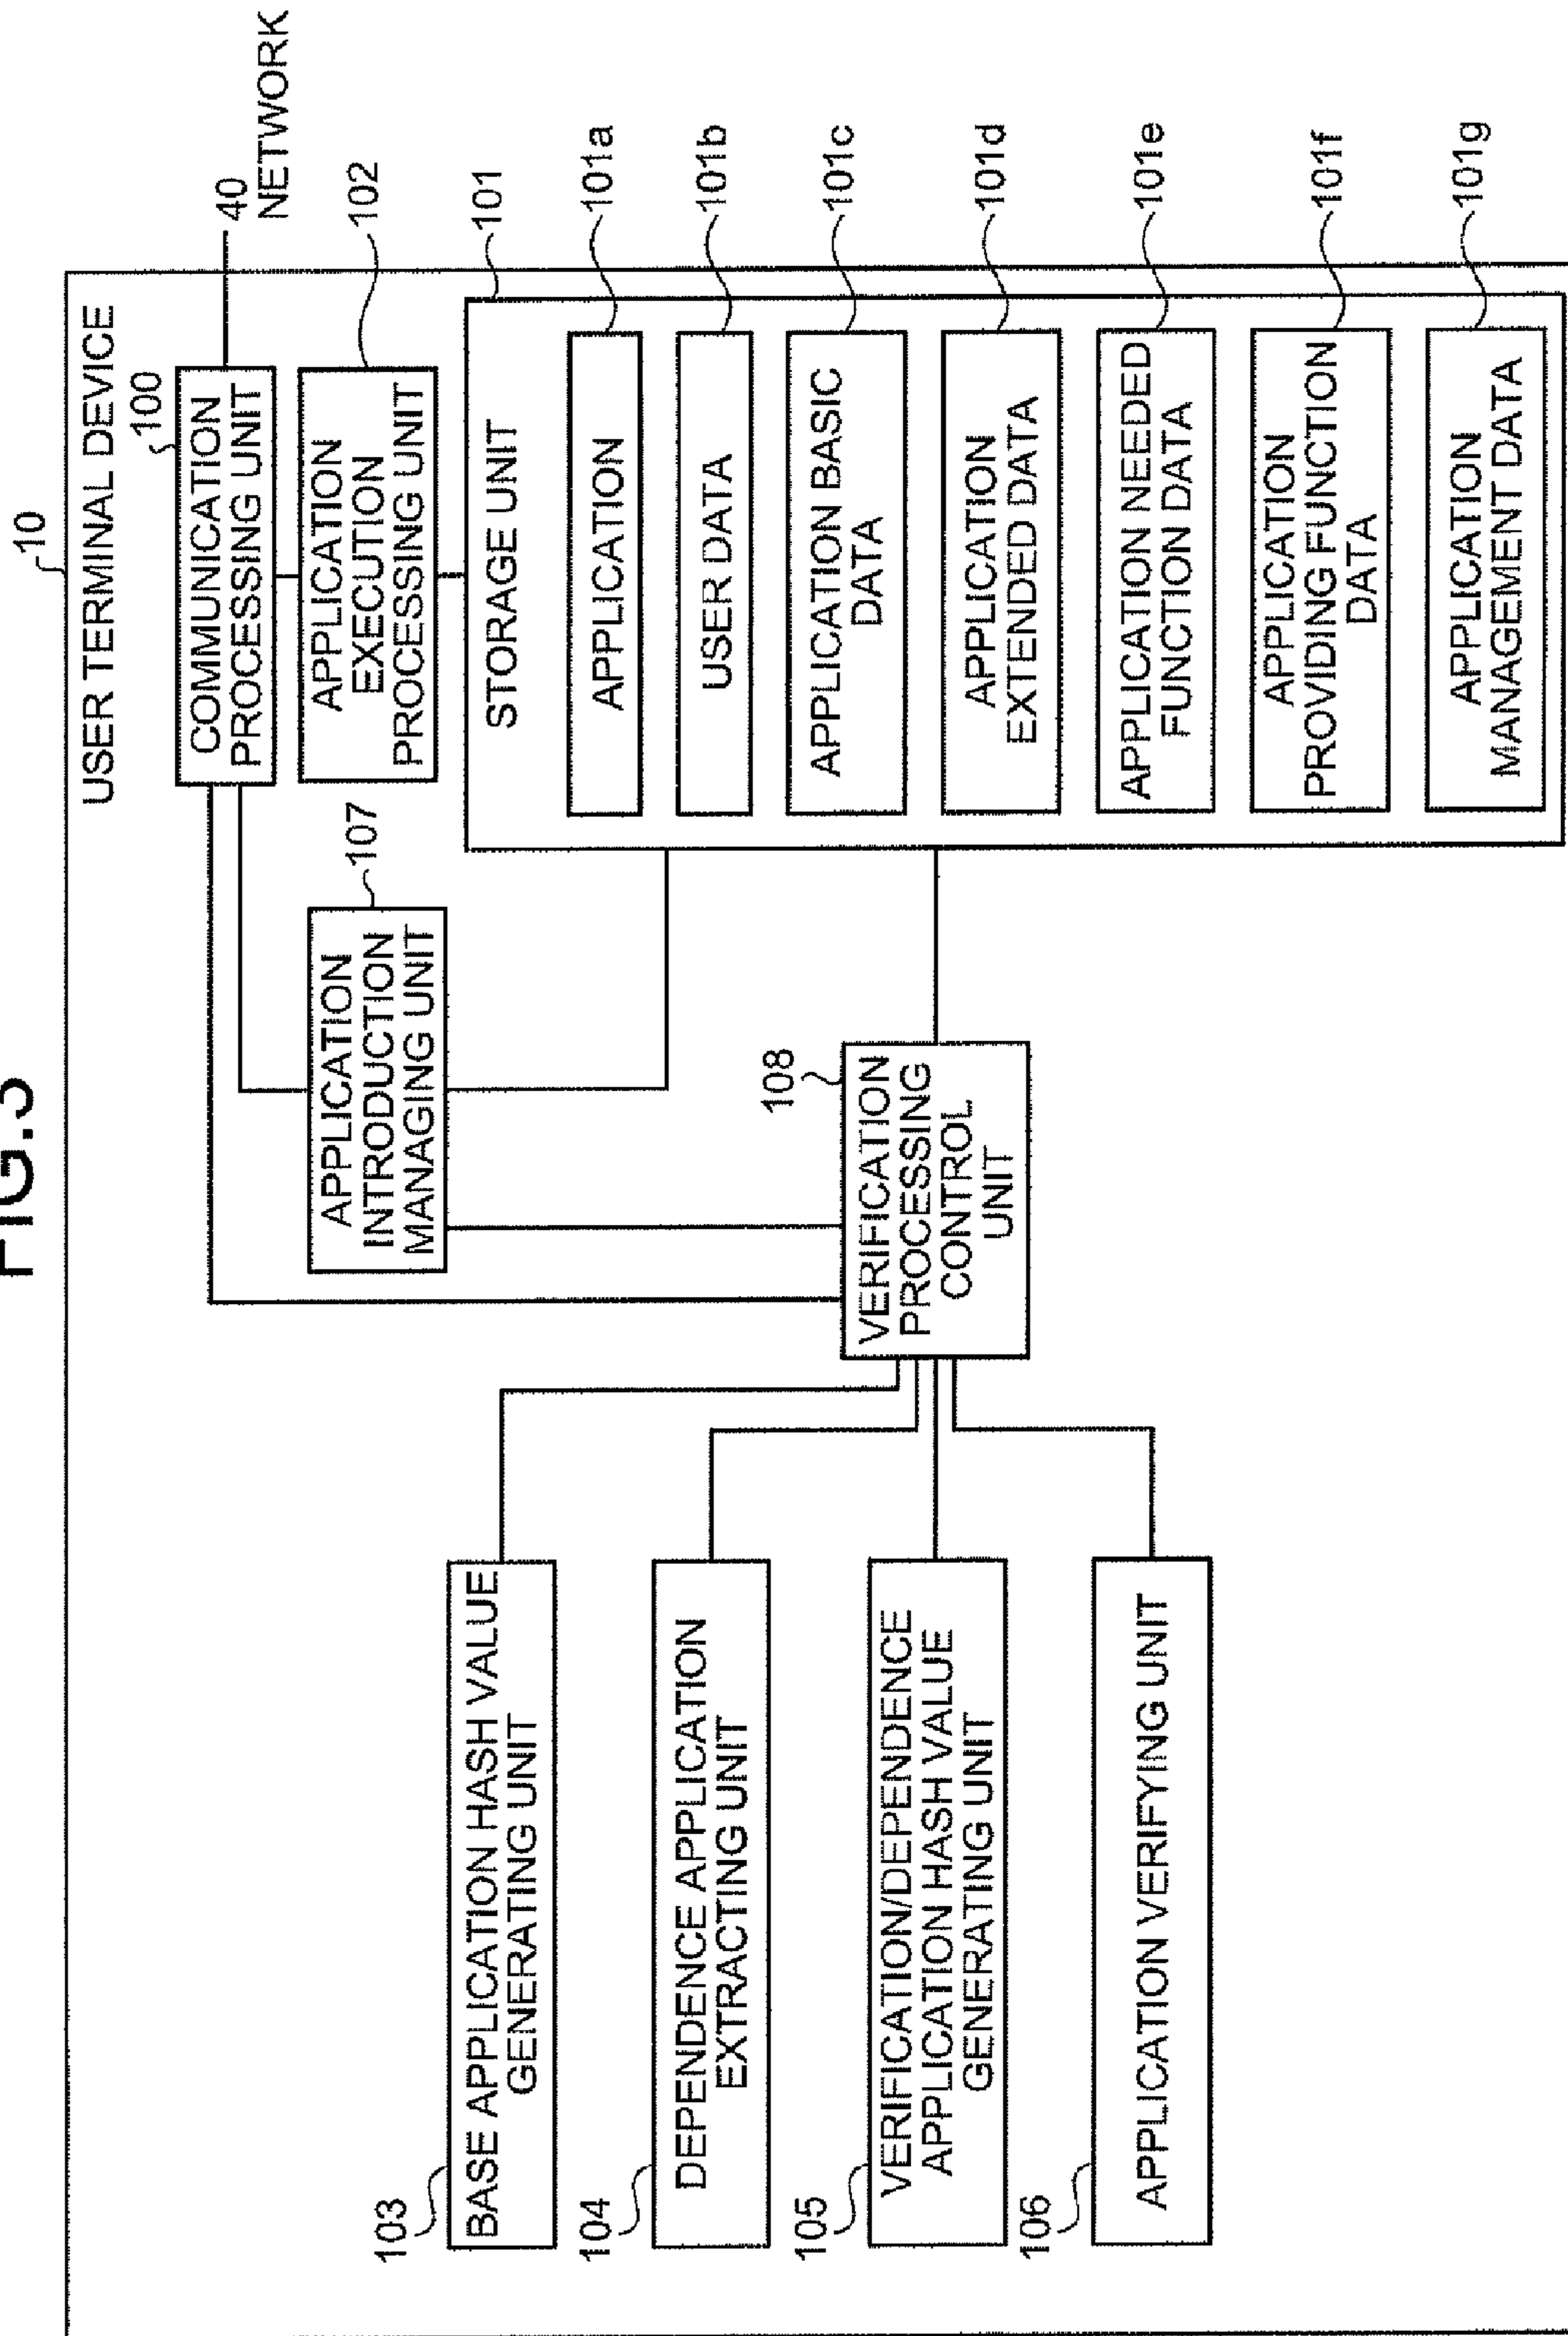 FIG.3
10
USER TERMINAL DEVICE
100
COMMUNICATION
PROCESSING UNIT
40
NETWORK
107
APPLICATION
INTRODUCTION
MANAGING UNIT
102
APPLICATION
EXECUTION
PROCESSING UNIT
103
BASE APPLICATION HASH VALUE
GENERATING UNIT
101
STORAGE UNIT
101a
APPLICATION
104
DEPENDENCE APPLICATION
EXTRACTING UNIT
101b
USER DATA
108
VERIFICATION
PROCESSING
CONTROL
UNIT
101c
APPLICATION BASIC
DATA
105
VERIFICATION/DEPENDENCE
APPLICATION HASH VALUE
GENERATING UNIT
101d
APPLICATION
EXTENDED DATA
106
APPLICATION VERIFYING UNIT
101e
APPLICATION NEEDED
FUNCTION DATA
101f
APPLICATION
PROVIDING FUNCTION
DATA
101g
APPLICATION
MANAGEMENT DATA